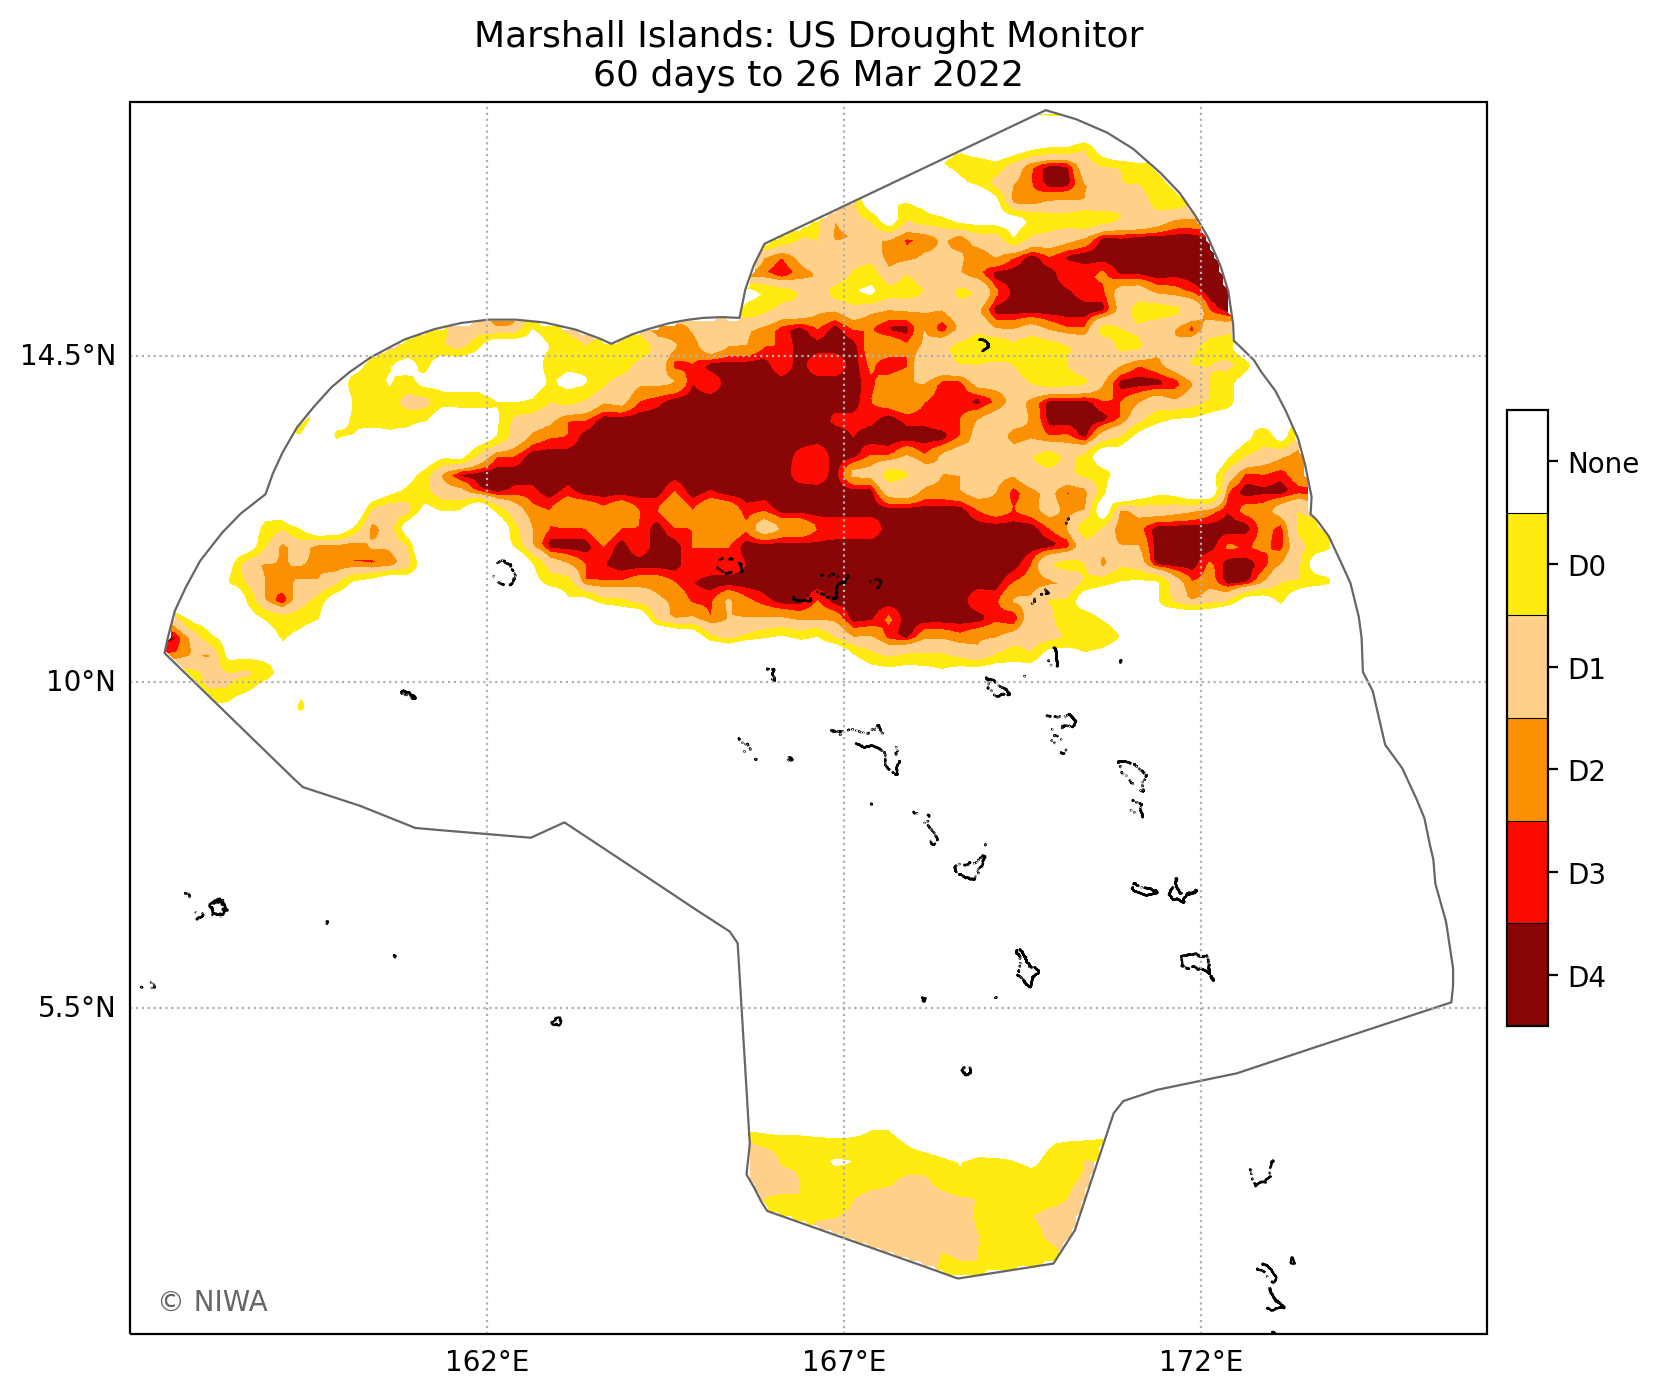 Marshall Islands: US Drought Monitor
60 days to 26 Mar 2022
14.5°N
10°N
5.5°N
162°E
167°E
172°E
None
D0
D1
D2
D3
D4
© NIWA